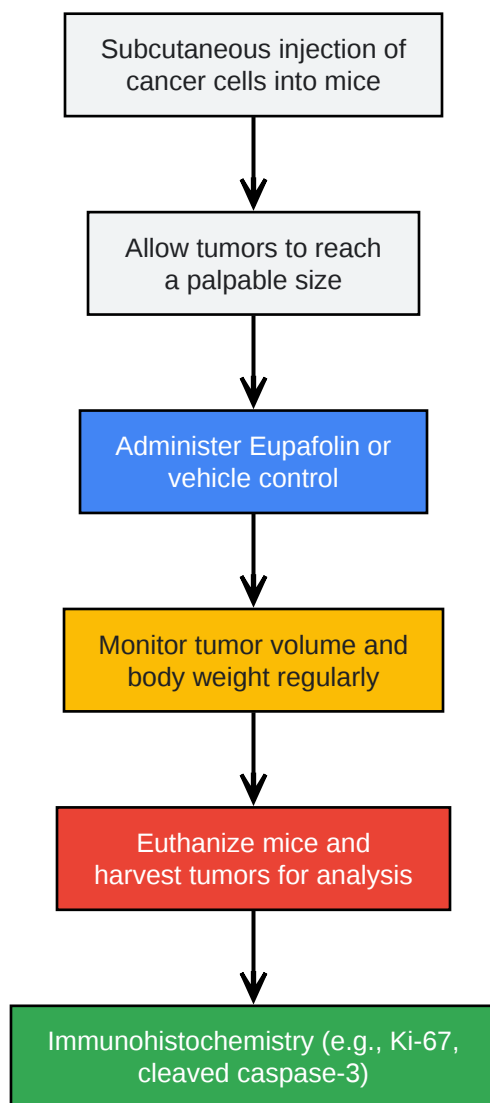 Subcutaneous injection of
cancer cells into mice
Allow tumors to reach
a palpable size
Administer Eupafolin or
vehicle control
Monitor tumor volume and
body weight regularly
Euthanize mice and
harvest tumors for analysis
Immunohistochemistry (e.g., Ki-67,
cleaved caspase-3)